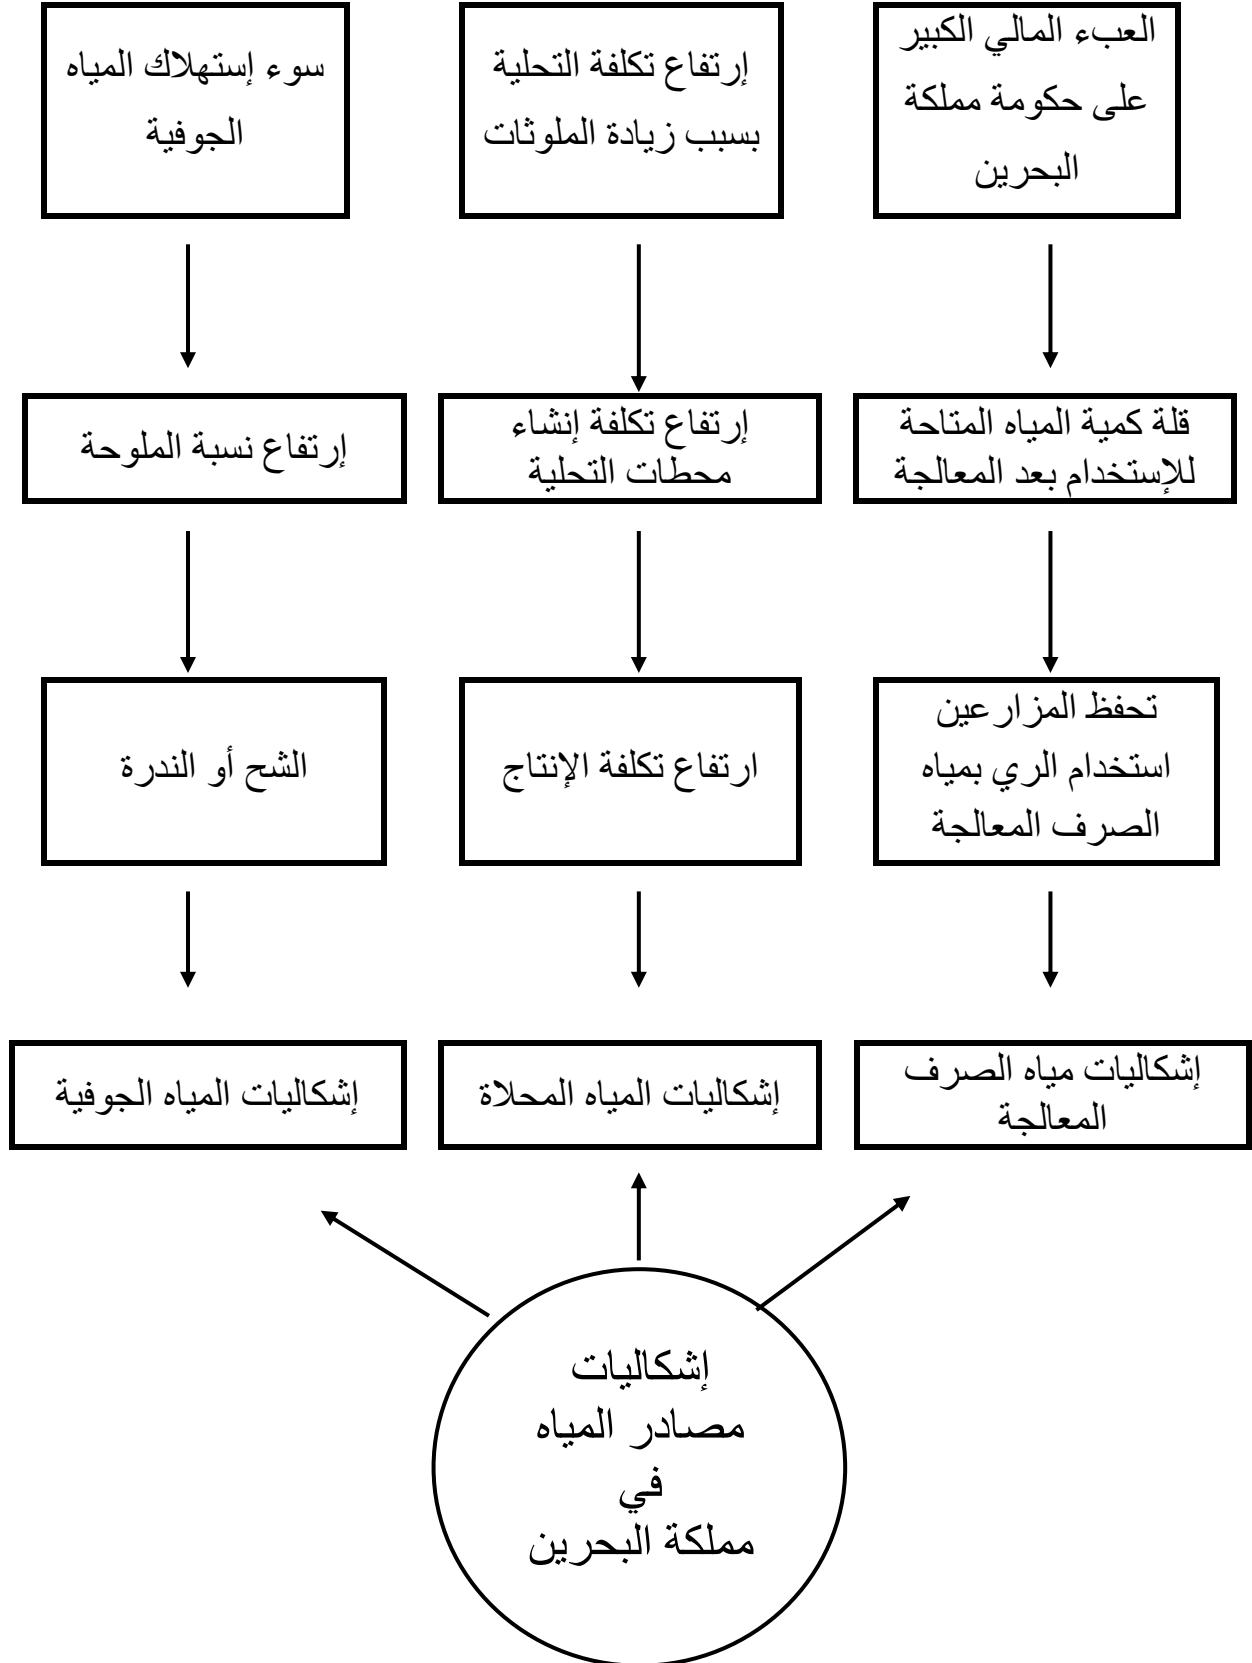 العبء المالي الكبير
على حكومة مملكة
البحرين
إرتفاع تكلفة التحلية
بسبب زيادة الملوثات
سوء إستهلاك المياه
الجوفية
قلة كمية المياه المتاحة
للإستخدام بعد المعالجة
إرتفاع تكلفة إنشاء
محطات التحلية
إرتفاع نسبة الملوحة
تحفظ المزارعين
استخدام الري بمياه
الصرف المعالجة
ارتفاع تكلفة الإنتاج
الشح أو الندرة
إشكاليات مياه الصرف
المعالجة
إشكاليات المياه المحلاة
إشكاليات المياه الجوفية
إشكاليات
مصادر المياه
في
مملكة البحرين